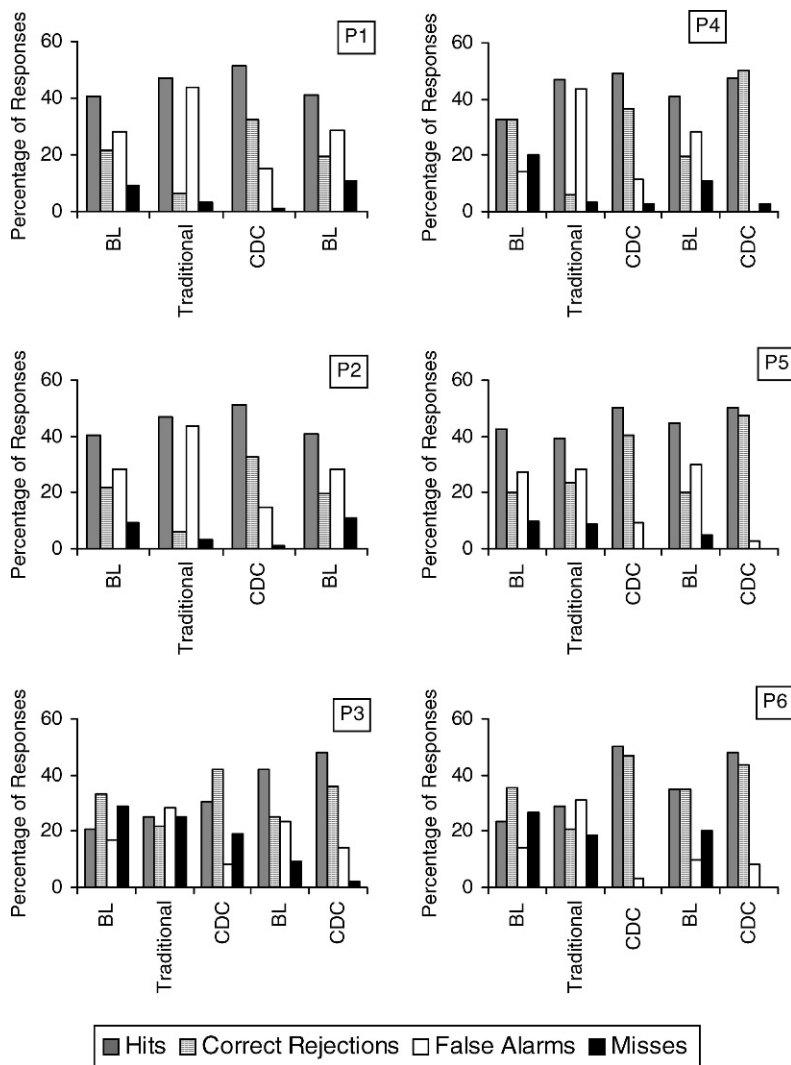 P1
Percentage of Responses
60
40
20
0
BL
Traditional
CDC
BL
P4
Percentage of Responses
60
40
20
0
BL
Traditional
CDC
BL
CDC
P2
Percentage of Responses
60
40
20
0
BL
Traditional
CDC
BL
P5
Percentage of Responses
60
40
20
0
BL
Traditional
CDC
BL
CDC
P3
Percentage of Responses
60
40
20
0
BL
Traditional
CDC
BL
CDC
P6
Percentage of Responses
60
40
20
0
BL
Traditional
CDC
BL
CDC
Hits Correct Rejections False Alarms Misses